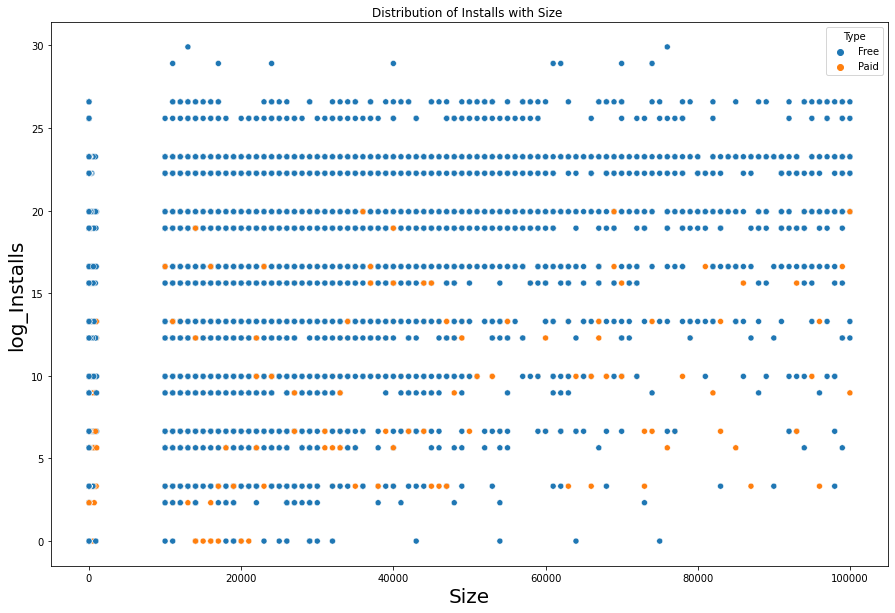 Distribution of Installs with Size
Type
Free
Paid
log_Installs
30
25
20
15
10
5
0
0 20000 40000 60000 80000 100000
Size